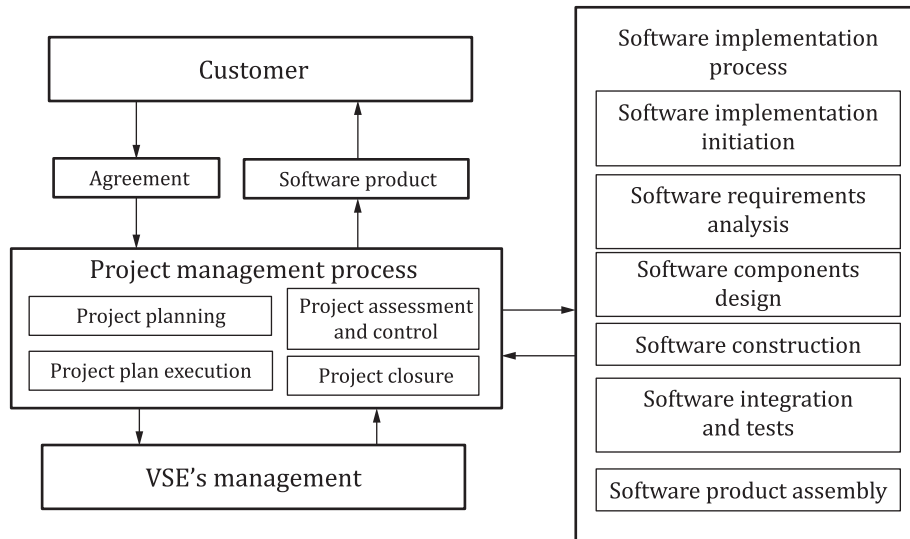 Customer
Agreement
Software product
Project management process
Project planning
Project assessment
and control
Project plan execution
Project closure
VSE’s management
Software implementation
process
Software implementation
initiation
Software requirements
analysis
Software components
design
Software construction
Software integration
and tests
Software product assembly